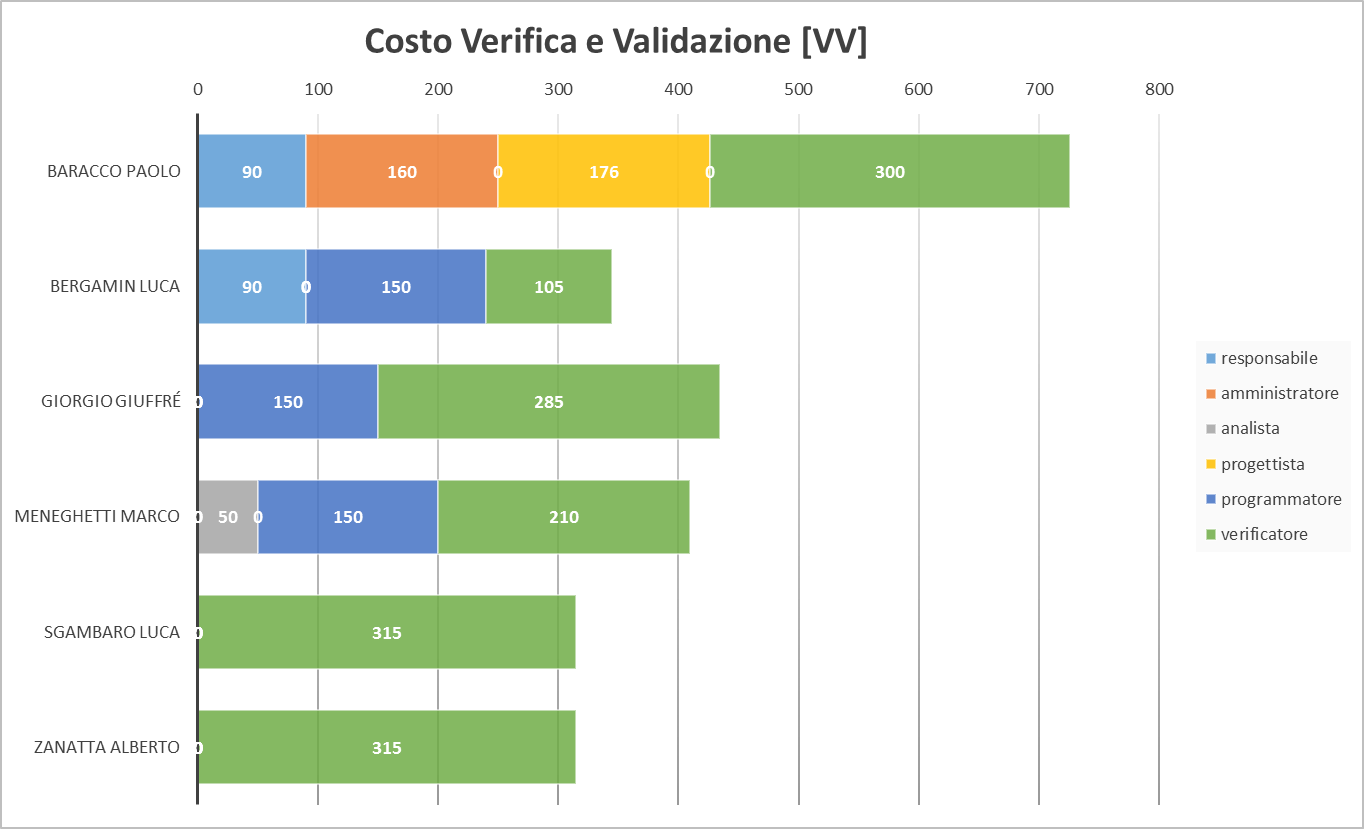 Costo Verifica e Validazione [VV]
0 100 200 300 400 500 600 700 800
BARACCO PAOLO 90 160 0 176 0 300
BERGAMIN LUCA 90 0 150 105
GIORGIO GIUFFRÉ 0 150 285
MENEGHETTI MARCO 0 50 0 150 210
SGAMBARO LUCA 0 315
ZANATTA ALBERTO 0 315
responsabile
amministratore
analista
progettista
programmatore
verificatore